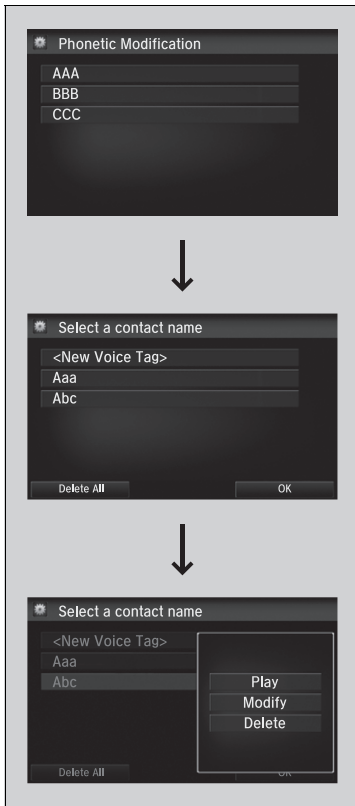 Phonetic Modification
AAA
BBB
CCC
Select a contact name
<New Voice Tag>
Aaa
Abc
Delete All OK
Select a contact name
<New Voice Tag>
Aaa
Abc
Play
Modify
Delete
Delete All OK